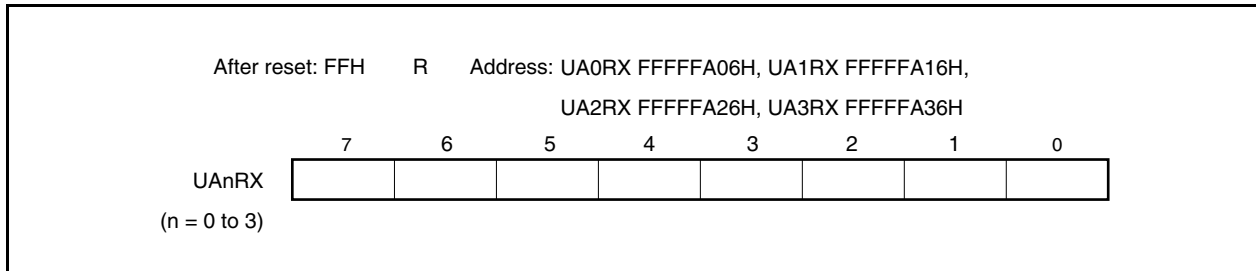 After reset: FFH R Address: UA0RX FFFFFA06H, UA1RX FFFFFA16H,
UA2RX FFFFFA26H, UA3RX FFFFFA36H
7 6 5 4 3 2 1 0
UAnRX
(n = 0 to 3)